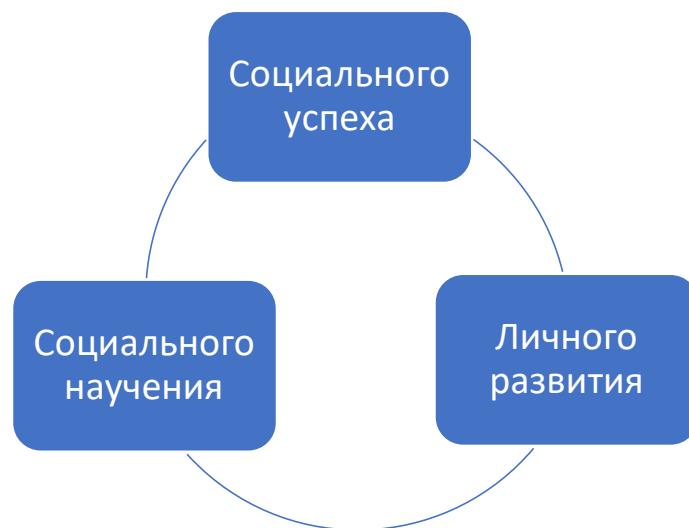 Социального
успеха
Социального
научения
Личного
развития